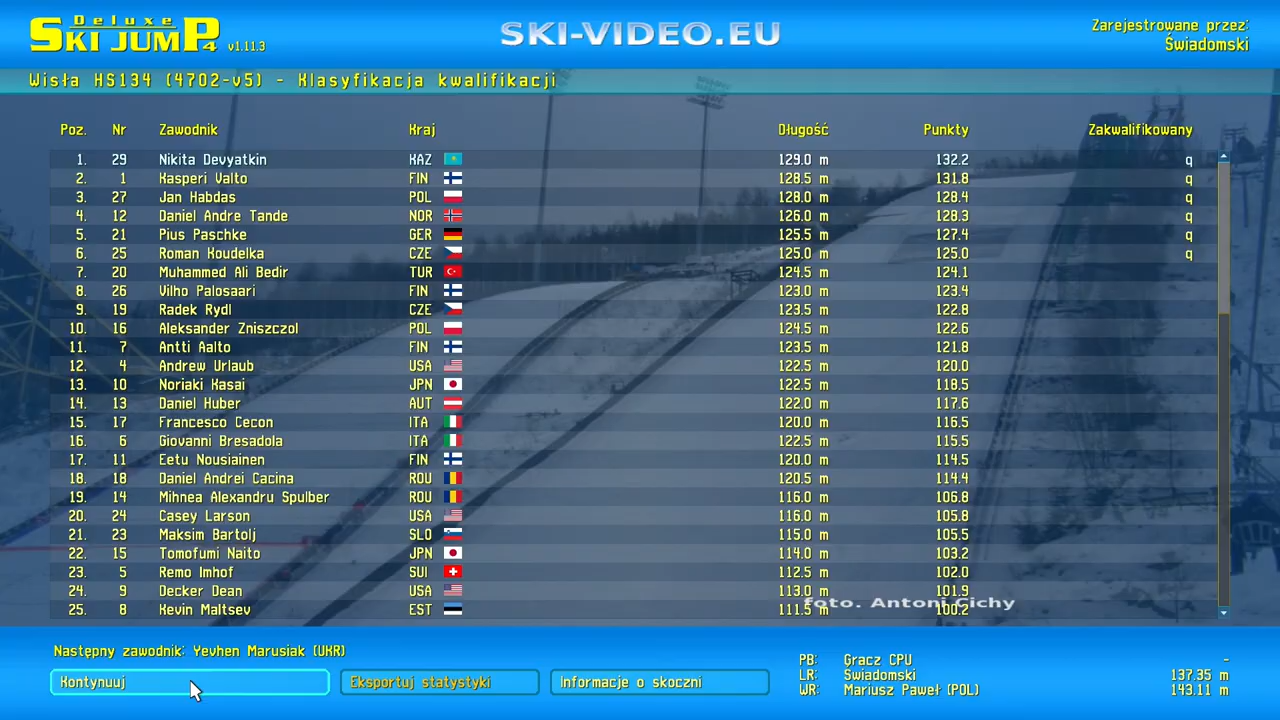 Deluxe
SKI JUMP4 v1.11.3
SKI-VIDEO.EU
Zarejestrowane przez:
Świadomski
Wisła HS134 (4702-v5) - Klasyfikacja kwalifikacji
Poz. Nr Zawodnik Kraj Długość Punkty Zakwalifikowany
1. 29 Nikita Devyatkin KAZ 129.0 m 132.2 q
2. 1 Kasperi Valto FIN 128.5 m 131.8 q
3. 27 Jan Habdas POL 128.0 m 128.4 q
4. 12 Daniel Andre Tande NOR 126.0 m 128.3 q
5. 21 Pius Paschke GER 125.5 m 127.4 q
6. 25 Roman Koudelka CZE 125.0 m 125.0 q
7. 20 Muhammed Ali Bedir TUR 124.5 m 124.1
8. 26 Vilho Palosaari FIN 123.0 m 123.4
9. 19 Radek Rydl CZE 123.5 m 122.8
10. 16 Aleksander Zniszczol POL 124.5 m 122.6
11. 7 Antti Aalto FIN 123.5 m 121.8
12. 4 Andrew Urlaub USA 122.5 m 120.0
13. 10 Noriaki Kasai JPN 122.5 m 118.5
14. 13 Daniel Huber AUT 122.0 m 117.6
15. 17 Francesco Cecon ITA 120.0 m 116.5
16. 6 Giovanni Bresadola ITA 122.5 m 115.5
17. 11 Eetu Nousiainen FIN 120.0 m 114.5
18. 18 Daniel Andrei Cacina ROU 120.5 m 114.4
19. 14 Mihnea Alexandru Spulber ROU 116.0 m 106.8
20. 24 Casey Larson USA 116.0 m 105.8
21. 23 Maksim Bartolj SLO 115.0 m 105.5
22. 15 Tomofumi Naito JPN 114.0 m 103.2
23. 5 Remo Imhof SUI 112.5 m 102.0
24. 9 Decker Dean USA 113.0 m 101.9
25. 8 Kevin Maltsev EST 111.5 m 100.2
foto. Antoni Cichy
Następny zawodnik: Yevhen Marusiak (UKR)
Kontynuuj Eksportuj statystyki Informacje o skoczni
PB: Gracz CPU -
LR: Świadomski 137.35 m
WR: Mariusz Paweł (POL) 143.11 m